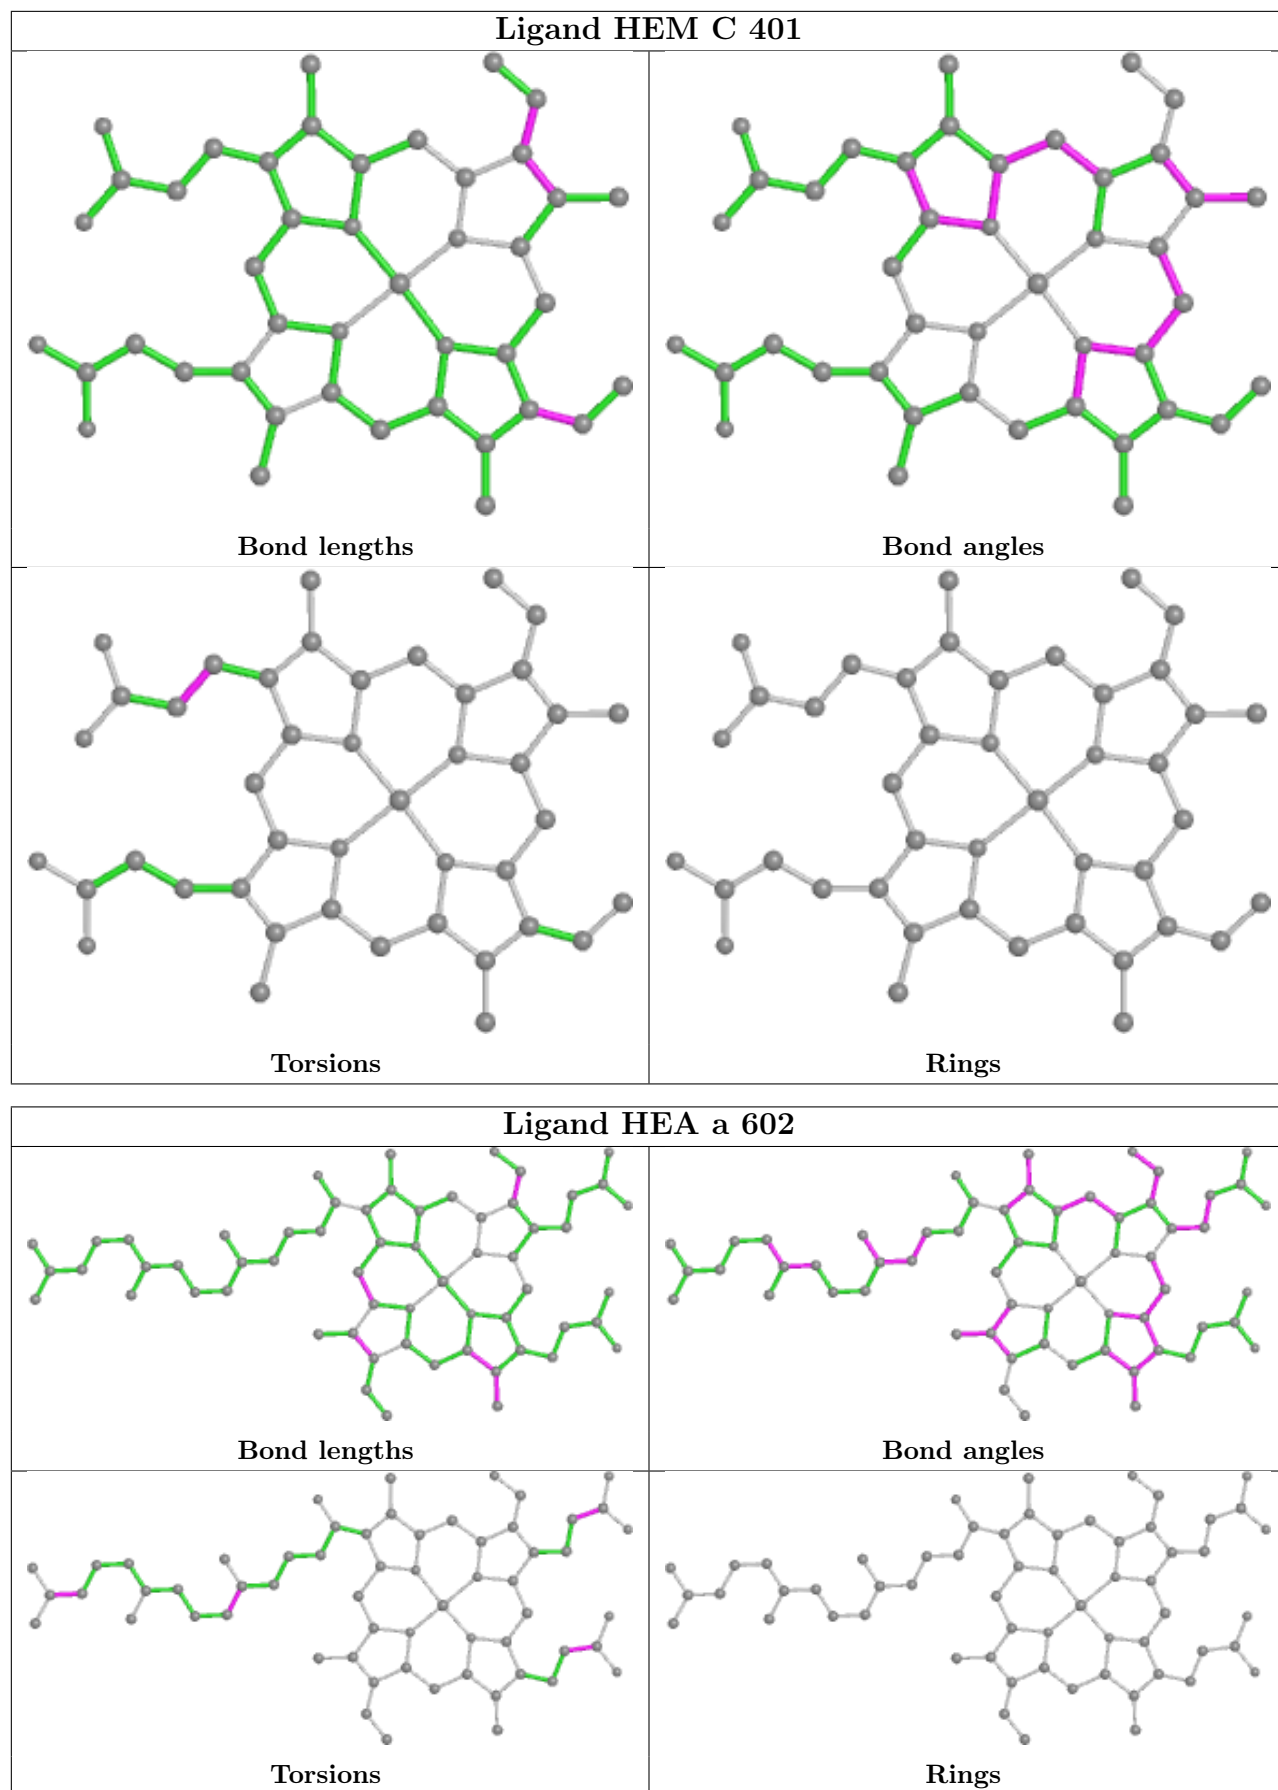 Ligand HEM C 401
Bond lengths
Bond angles
Torsions
Rings
Ligand HEA a 602
Bond lengths
Bond angles
Torsions
Rings